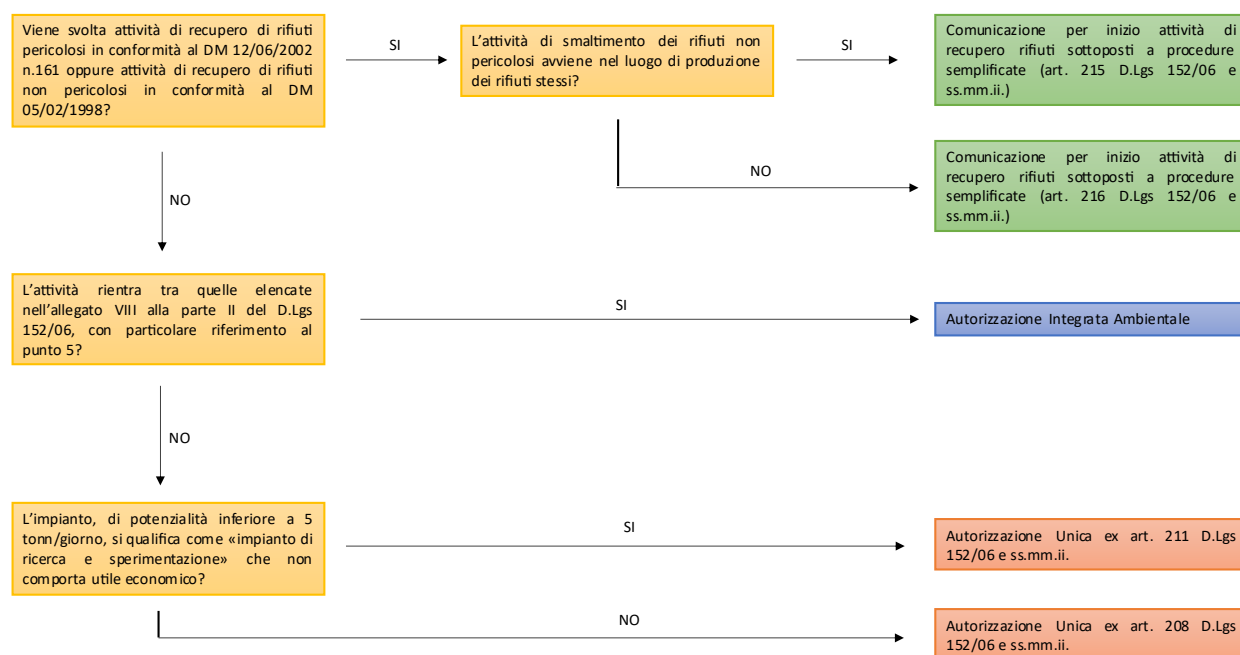 Viene svolta attività di recupero di rifiuti
pericolosi in conformità al DM 12/06/2002
n.161 oppure attività di recupero di rifiuti
non pericolosi in conformità al DM
05/02/1998?
SI
L'attività di smaltimento dei rifiuti non
pericolosi avviene nel luogo di produzione
dei rifiuti stessi?
SI
Comunicazione per inizio attività di
recupero rifiuti sottoposti a procedure
semplificate (art. 215 D.Lgs 152/06 e
ss.mm.ii.)
NO
Comunicazione per inizio attività di
recupero rifiuti sottoposti a procedure
semplificate (art. 216 D.Lgs 152/06 e
ss.mm.ii.)
NO
L'attività rientra tra quelle elencate
nell'allegato VIII alla parte II del D.Lgs
152/06, con particolare riferimento al
punto 5?
SI
Autorizzazione Integrata Ambientale
NO
L'impianto, di potenzialità inferiore a 5
tonn/giorno, si qualifica come «impianto di
ricerca e sperimentazione» che non
comporta utile economico?
SI
Autorizzazione Unica ex art. 211 D.Lgs
152/06 e ss.mm.ii.
NO
Autorizzazione Unica ex art. 208 D.Lgs
152/06 e ss.mm.ii.